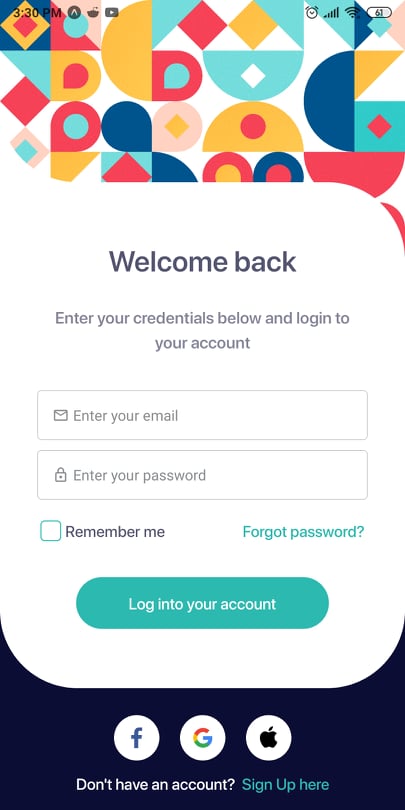 3:30 PM 61
Welcome back
Enter your credentials below and login to
your account
Enter your email
Enter your password
Remember me Forgot password?
Log into your account
Don't have an account? Sign Up here